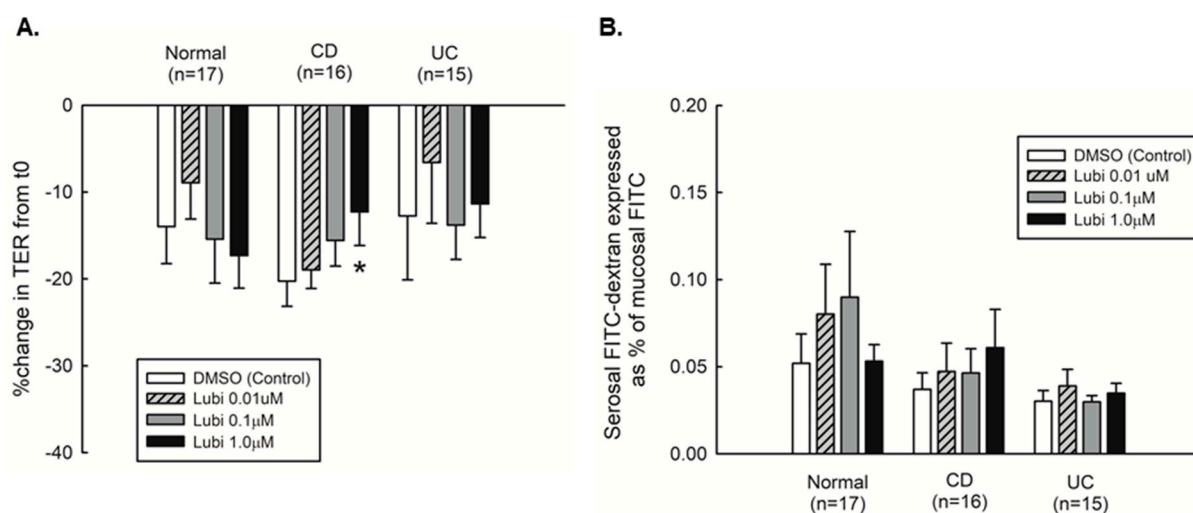 A.
Normal
(n=17)
CD
(n=16)
UC
(n=15)
0
-10
-20
-30
-40
%change in TER from t0
*
DMSO (Control)
Lubi 0.01uM
Lubi 0.1μM
Lubi 1.0μM
B.
Serosal FITC-dextran expressed
as % of mucosal FITC
0.20
0.15
0.10
0.05
0.00
DMSO (Control)
Lubi 0.01 uM
Lubi 0.1μM
Lubi 1.0μM
Normal
(n=17)
CD
(n=16)
UC
(n=15)